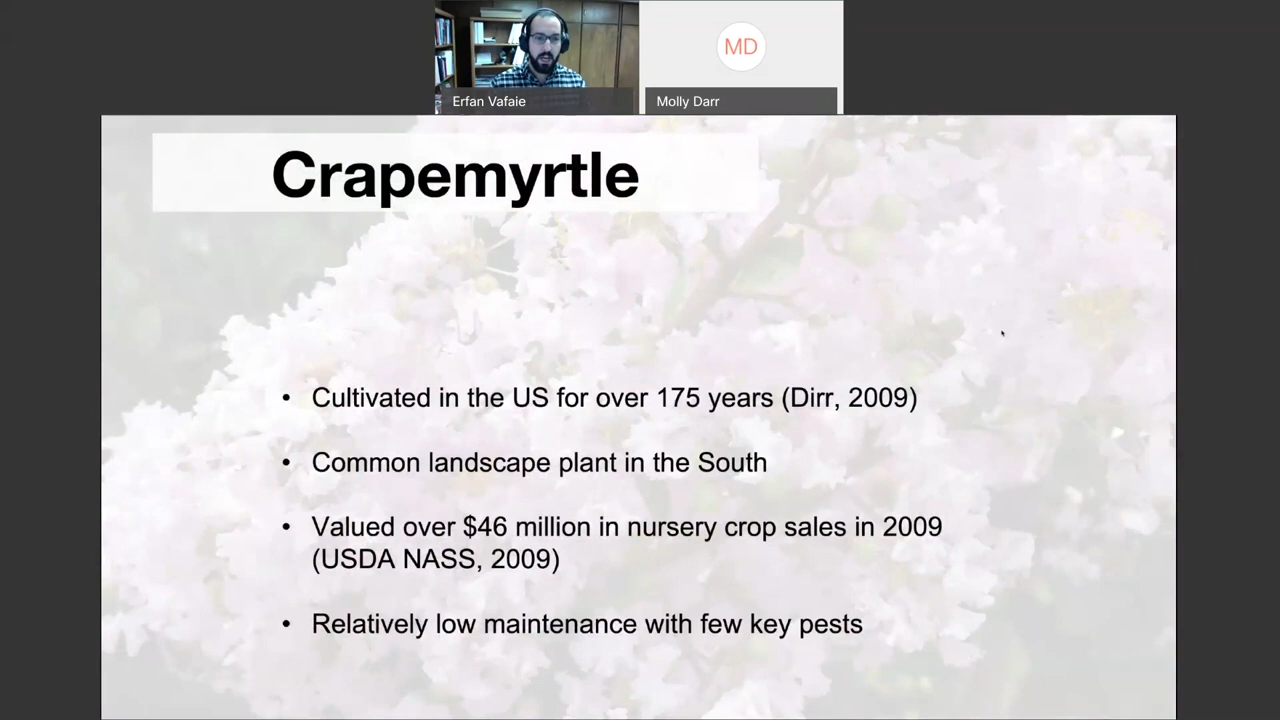 MD
Erfan Vafaie
Molly Darr
Crapemyrtle
• Cultivated in the US for over 175 years (Dirr, 2009)
• Common landscape plant in the South
• Valued over $46 million in nursery crop sales in 2009
(USDA NASS, 2009)
• Relatively low maintenance with few key pests